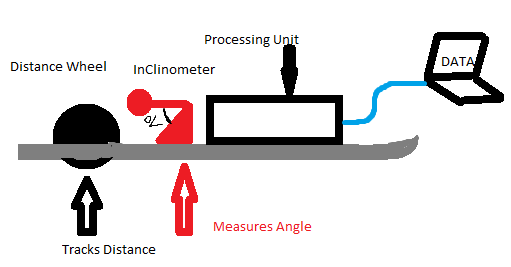 Processing Unit
Distance Wheel
InClinometer
DATA
%
Measures Angle
Tracks Distance